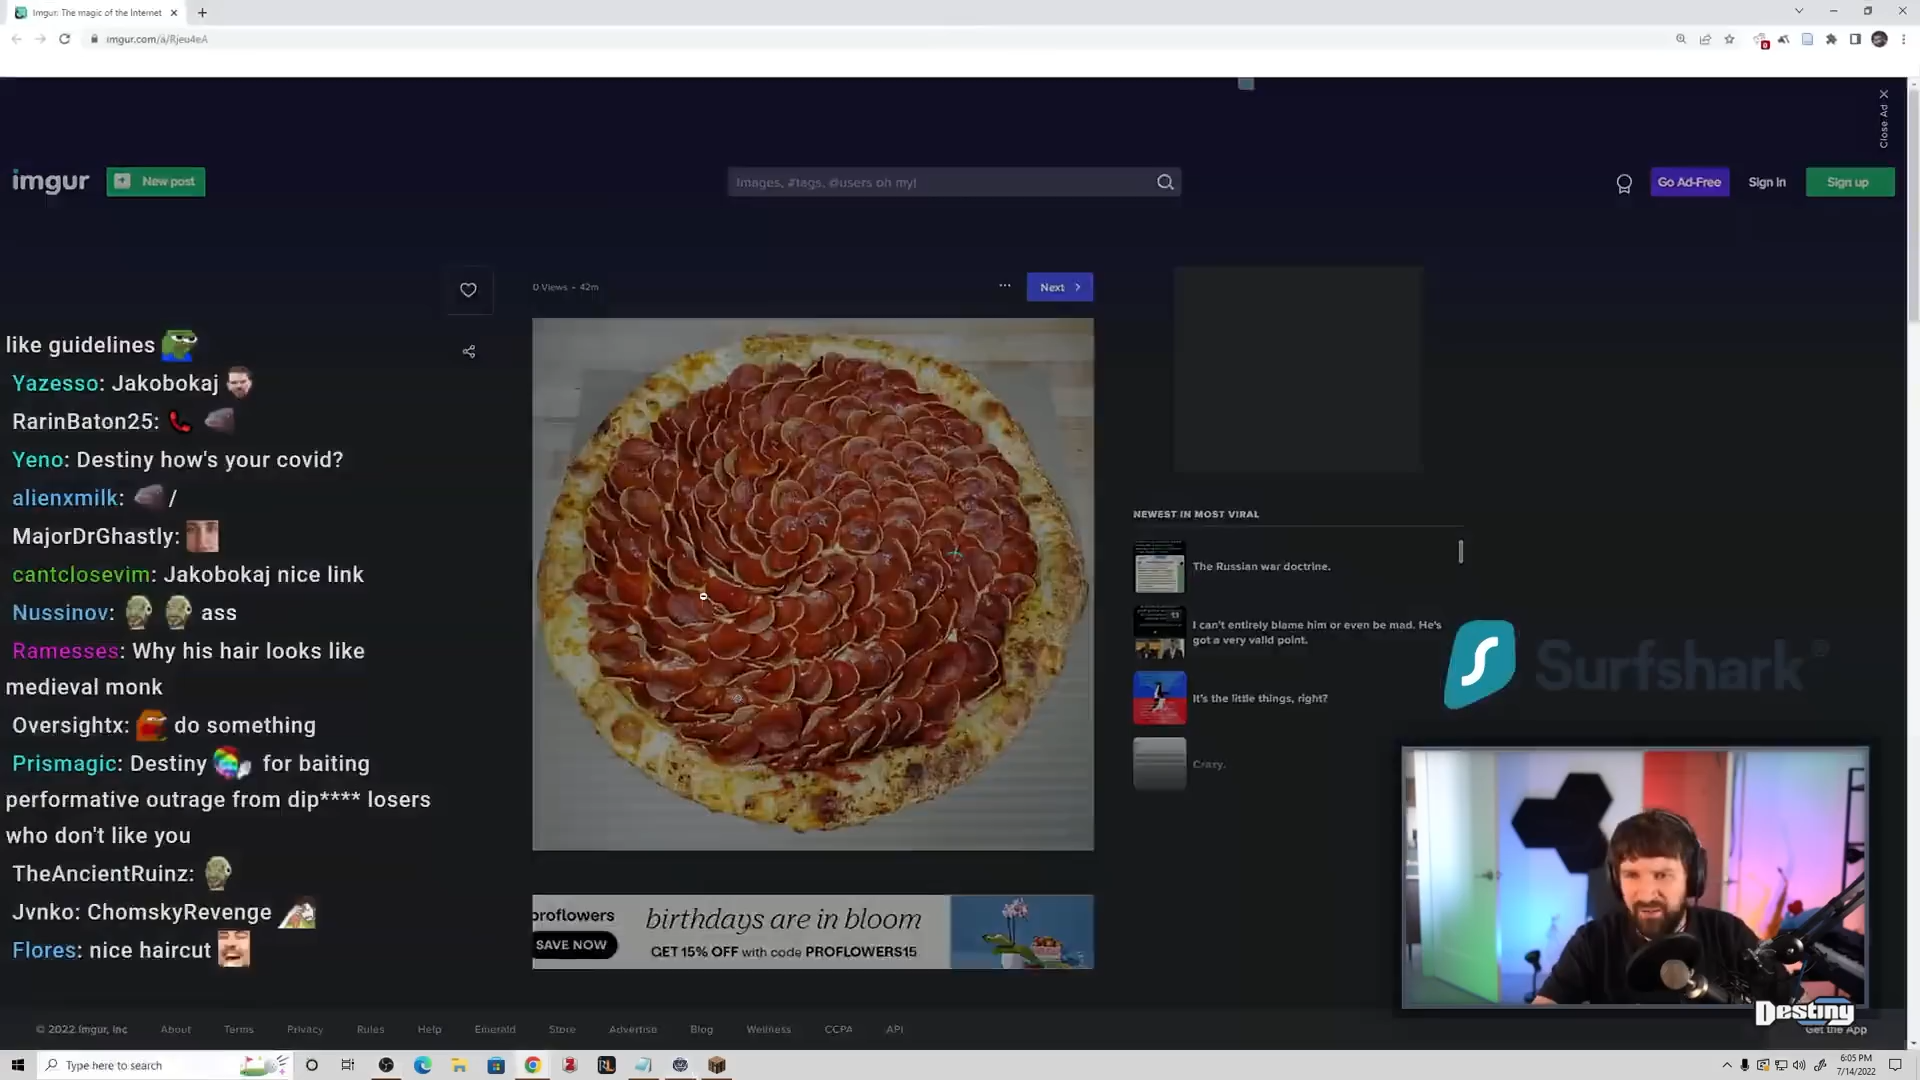 Imgur: The magic of the Internet
imgur.com/a/Rjeu4eA
Close Ad X
imgur
New post
Images, #tags, @users oh my!
Go Ad-Free
Sign in
Sign up
0 Views • 42m
Next
like guidelines
Yazesso: Jakobokaj
RarinBaton25:
Yeno: Destiny how's your covid?
alienxmilk: /
MajorDrGhastly:
cantclosevim: Jakobokaj nice link
Nussinov: ass
Ramesses: Why his hair looks like
medieval monk
Oversightx: do something
Prismagic: Destiny for baiting
performative outrage from dip**** losers
who don't like you
TheAncientRuinz:
Jvnko: ChomskyRevenge
Flores: nice haircut
NEWEST IN MOST VIRAL
The Russian war doctrine.
I can't entirely blame him or even be mad. He's
got a very valid point.
It's the little things, right?
Crazy.
Surfshark®
proflowers
SAVE NOW
birthdays are in bloom
GET 15% OFF with code PROFLOWERS15
Destiny
© 2022 Imgur, Inc About Terms Privacy Rules Help Emerald Store Advertise Blog Wellness CCPA API
Get the App
Type here to search
6:05 PM
7/14/2022